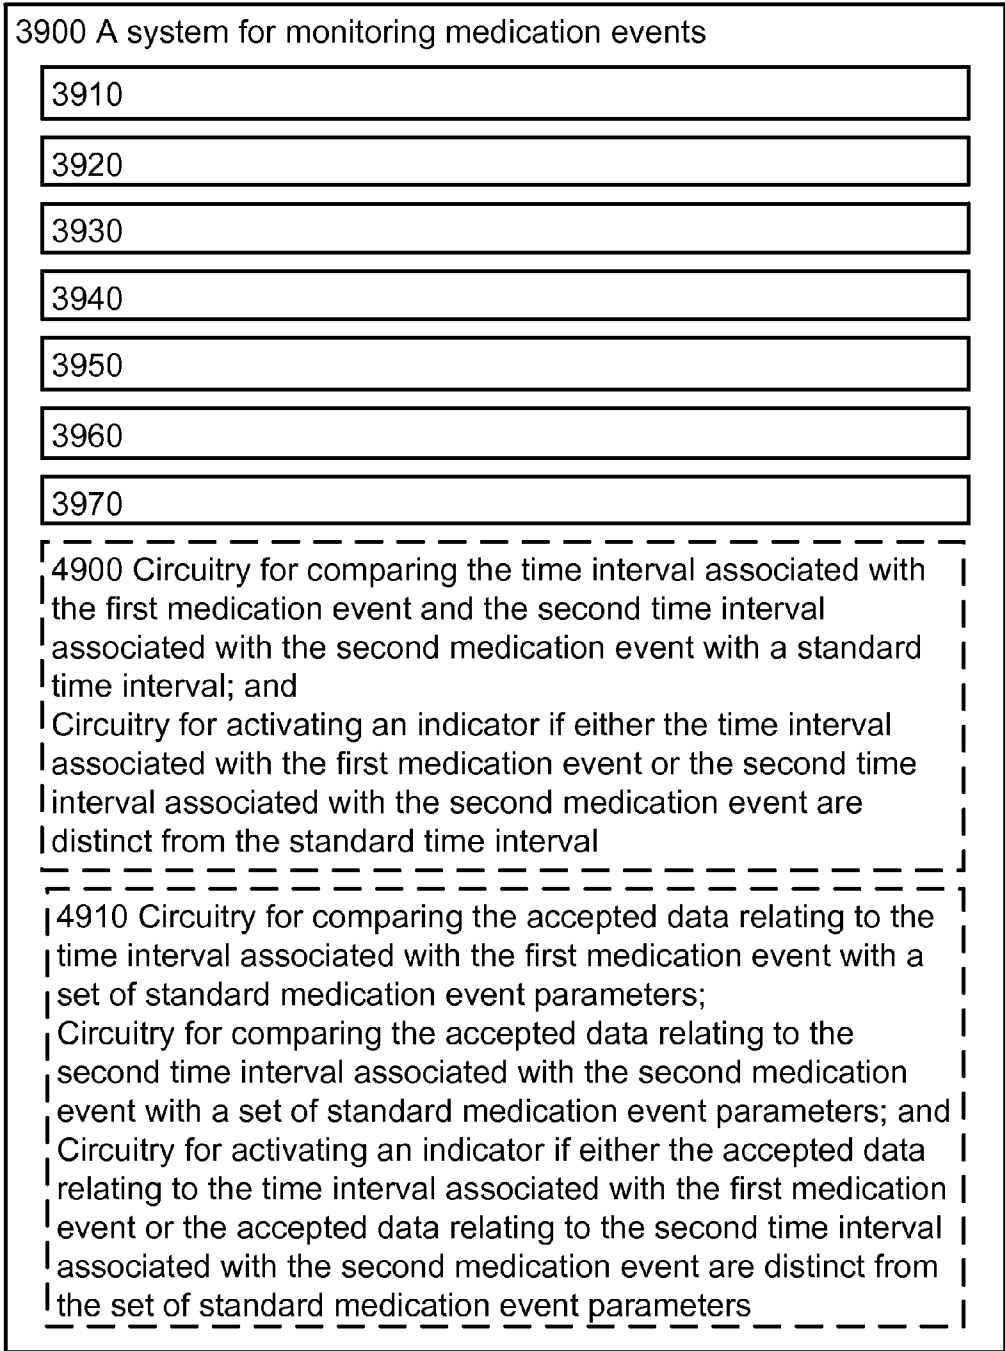 3900 A system for monitoring medication events
3910
3920
3930
3940
3950
3960
3970
4900 Circuitry for comparing the time interval associated with
the first medication event and the second time interval
associated with the second medication event with a standard
time interval; and
Circuitry for activating an indicator if either the time interval
associated with the first medication event or the second time
interval associated with the second medication event are
distinct from the standard time interval
4910 Circuitry for comparing the accepted data relating to the
time interval associated with the first medication event with a
set of standard medication event parameters;
Circuitry for comparing the accepted data relating to the
second time interval associated with the second medication
event with a set of standard medication event parameters; and
Circuitry for activating an indicator if either the accepted data
relating to the time interval associated with the first medication
event or the accepted data relating to the second time interval
associated with the second medication event are distinct from
the set of standard medication event parameters